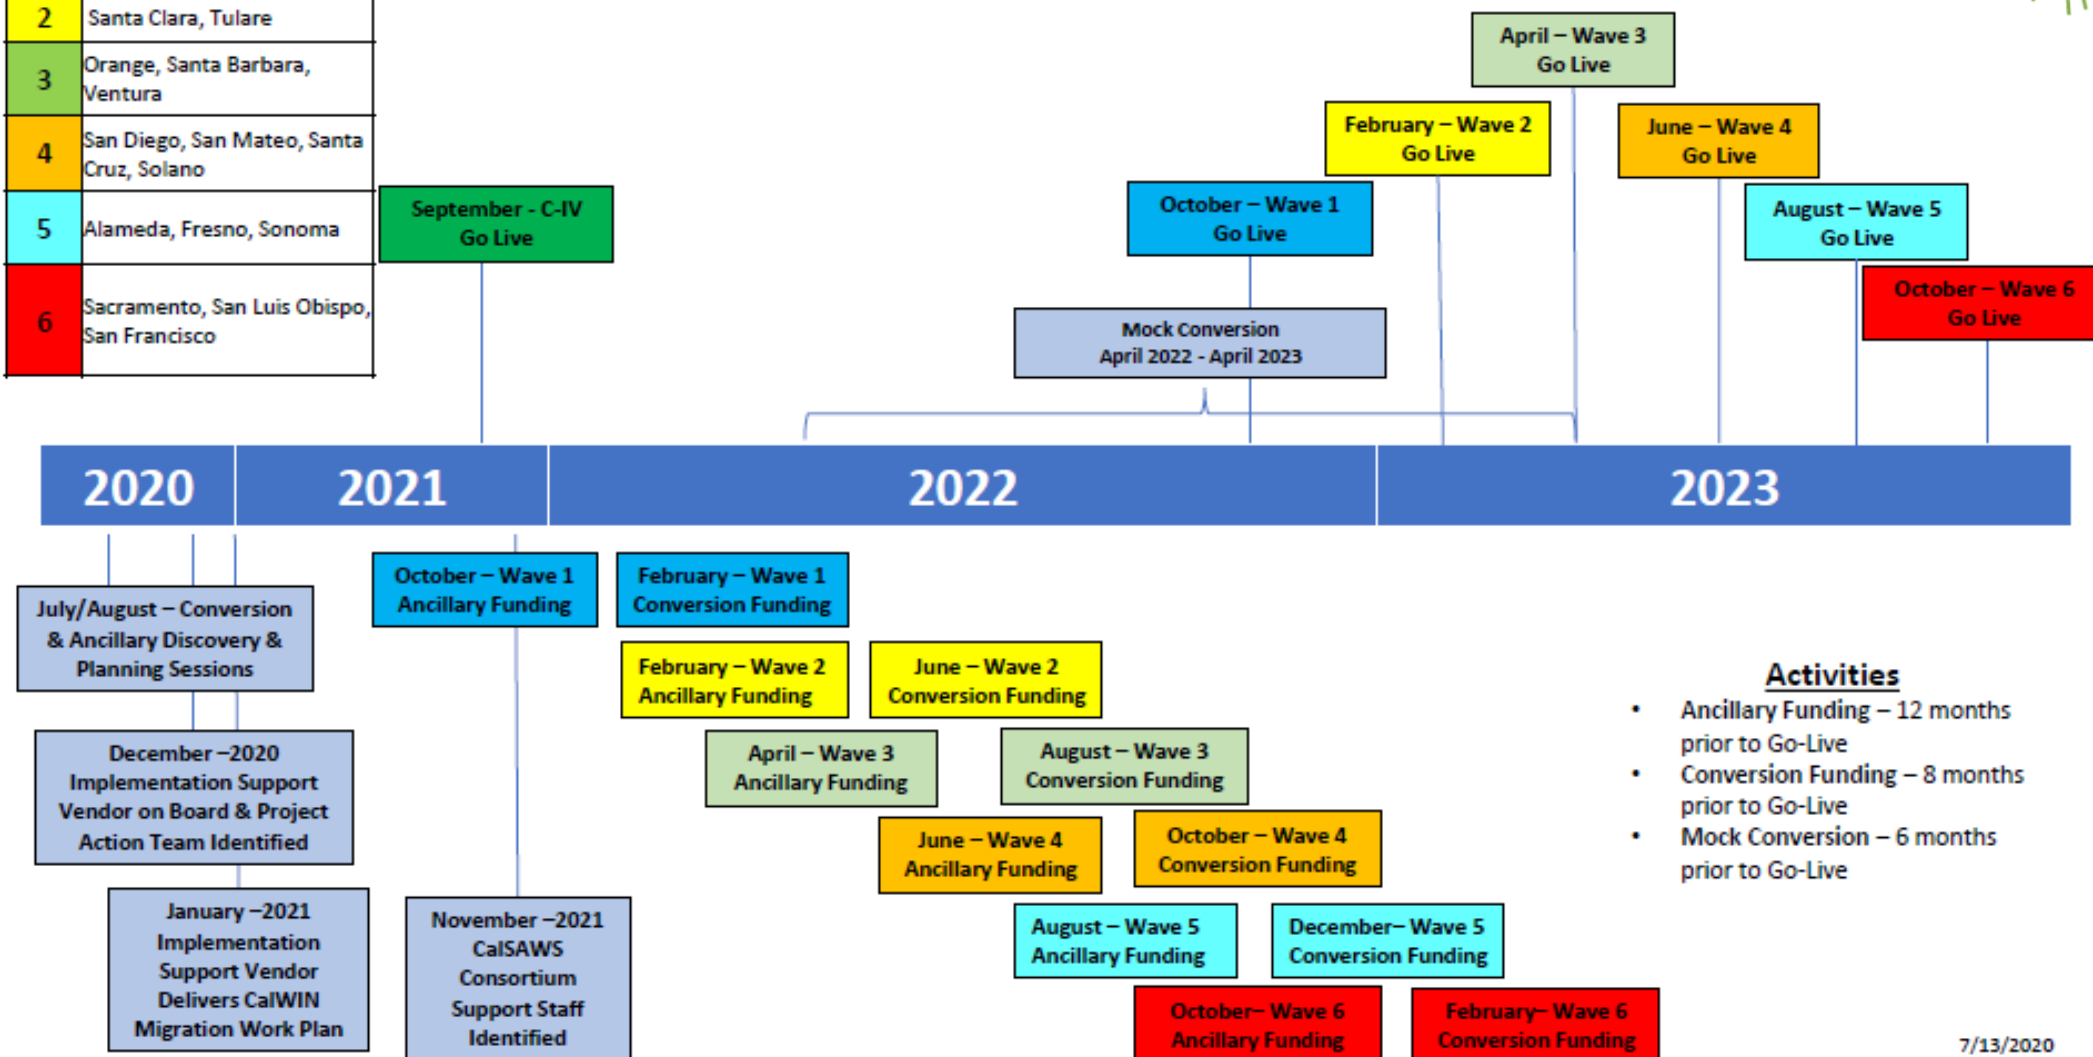 2 Santa Clara, Tulare
3 Orange, Santa Barbara,
Ventura
4 San Diego, San Mateo, Santa
Cruz, Solano
5 Alameda, Fresno, Sonoma
6 Sacramento, San Luis Obispo,
San Francisco
September - C-IV
Go Live
October – Wave 1
Go Live
February – Wave 2
Go Live
April – Wave 3
Go Live
June – Wave 4
Go Live
August – Wave 5
Go Live
October – Wave 6
Go Live
Mock Conversion
April 2022 - April 2023
2020 2021 2022 2023
July/August – Conversion
& Ancillary Discovery &
Planning Sessions
December –2020
Implementation Support
Vendor on Board & Project
Action Team Identified
January –2021
Implementation
Support Vendor
Delivers CalWIN
Migration Work Plan
October – Wave 1
Ancillary Funding
November –2021
CalSAWS
Consortium
Support Staff
Identified
February – Wave 1
Conversion Funding
February – Wave 2
Ancillary Funding
June – Wave 2
Conversion Funding
April – Wave 3
Ancillary Funding
August – Wave 3
Conversion Funding
June – Wave 4
Ancillary Funding
October – Wave 4
Conversion Funding
August – Wave 5
Ancillary Funding
December– Wave 5
Conversion Funding
October– Wave 6
Ancillary Funding
February– Wave 6
Conversion Funding
Activities
• Ancillary Funding – 12 months
prior to Go-Live
• Conversion Funding – 8 months
prior to Go-Live
• Mock Conversion – 6 months
prior to Go-Live
7/13/2020